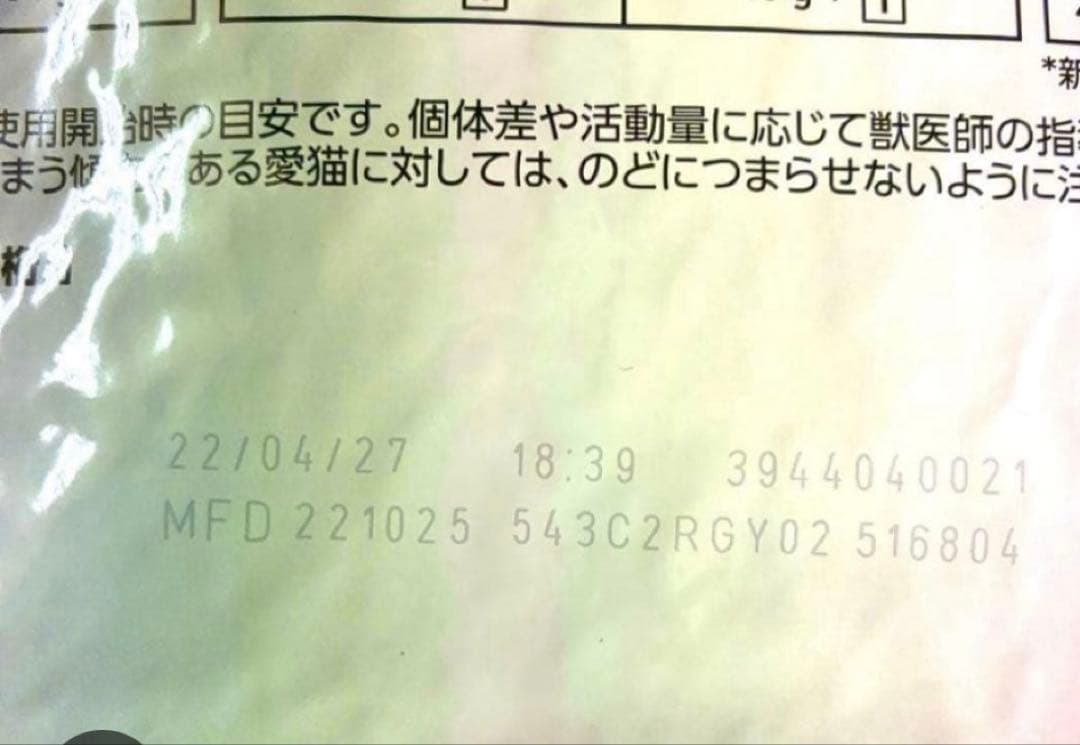 *新
使用開始時の目安です。個体差や活動量に応じて獣医師の指
まう ある愛猫に対しては、のどにつまらせないように注
22/04/27 18:39 3944040021
MFD 221025 543C2RGY02 516804